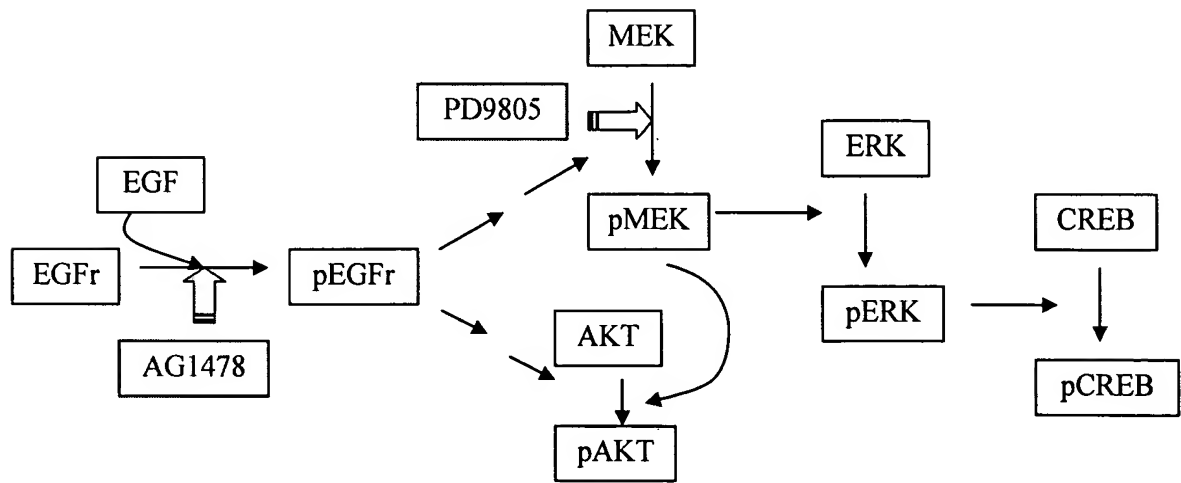 MEK
PD9805
ERK
EGF
pMEK
CREB
EGFr
pEGFr
pERK
AKT
AG1478
pCREB
pAKT